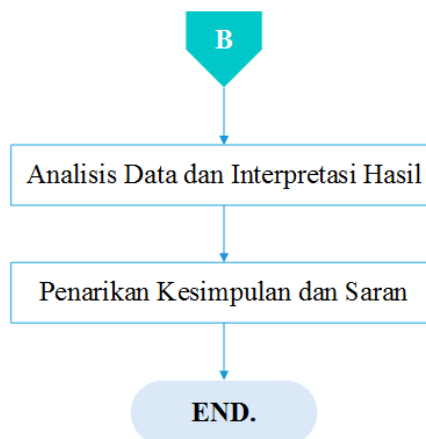 B
Analisis Data dan Interpretasi Hasil
Penarikan Kesimpulan dan Saran
END.